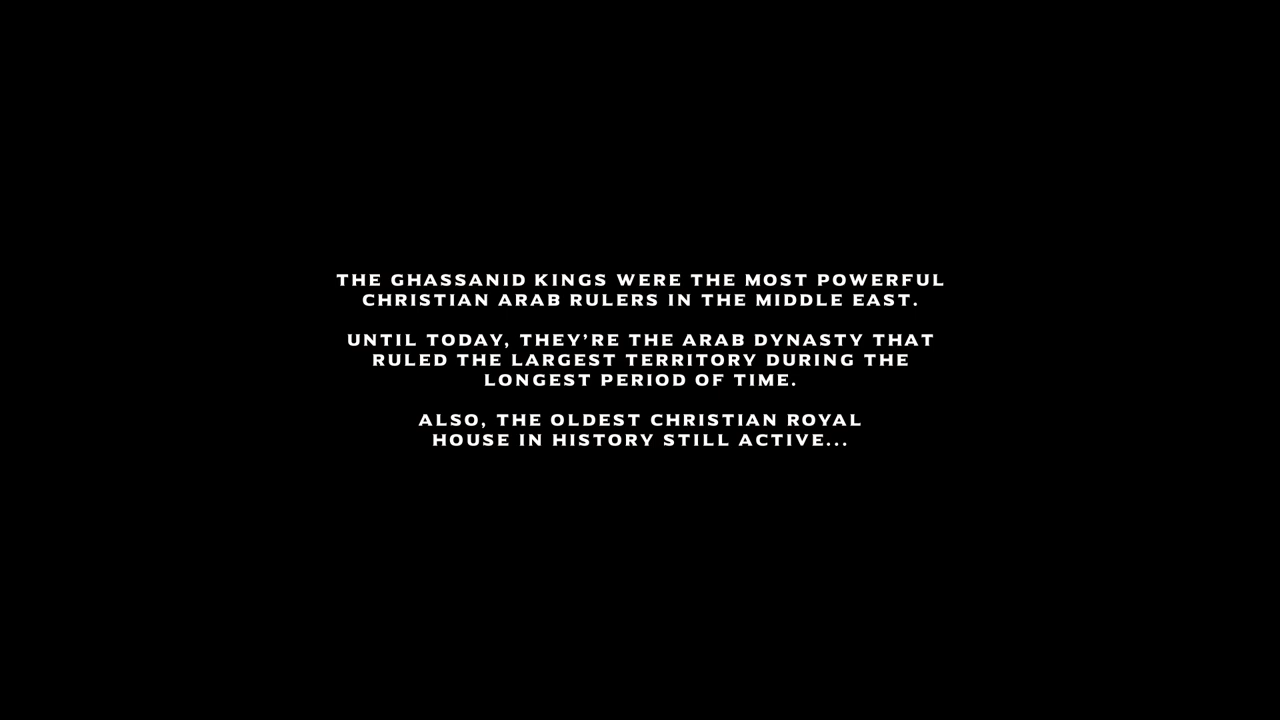 THE GHASSANID KINGS WERE THE MOST POWERFUL
CHRISTIAN ARAB RULERS IN THE MIDDLE EAST.
UNTIL TODAY, THEY'RE THE ARAB DYNASTY THAT
RULED THE LARGEST TERRITORY DURING THE
LONGEST PERIOD OF TIME.
ALSO, THE OLDEST CHRISTIAN ROYAL
HOUSE IN HISTORY STILL ACTIVE...